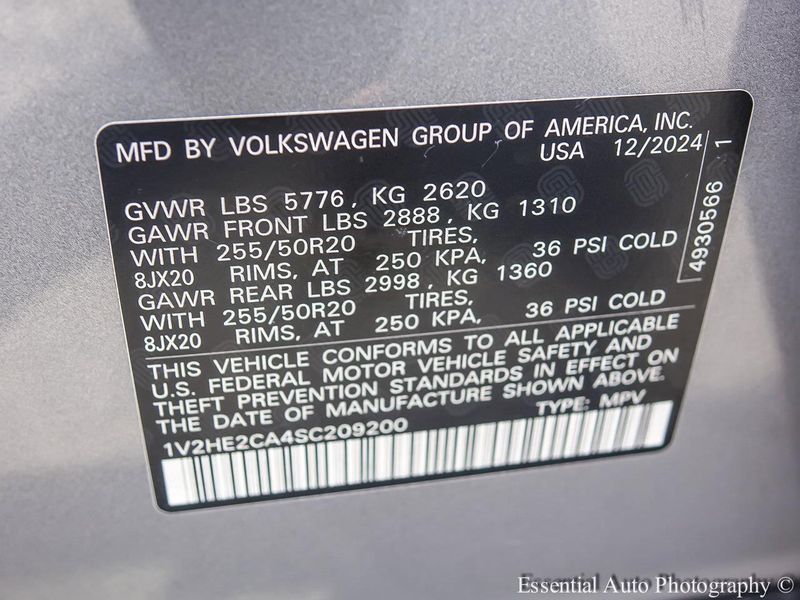 MFD BY VOLKSWAGEN GROUP OF AMERICA, INC.
USA 12/2024
GVWR LBS 5776, KG 2620
GAWR FRONT LBS 2888, KG 1310
WITH 255/50R20 TIRES,
8JX20 RIMS, AT 250 KPA, 36 PSI COLD
GAWR REAR LBS 2998, KG 1360
WITH 255/50R20 TIRES,
8JX20 RIMS, AT 250 KPA, 36 PSI COLD
THIS VEHICLE CONFORMS TO ALL APPLICABLE
U.S. FEDERAL MOTOR VEHICLE SAFETY AND
THEFT PREVENTION STANDARDS IN EFFECT ON
THE DATE OF MANUFACTURE SHOWN ABOVE.
1V2HE2CA4SC209200 TYPE: MPV
4930566 1
Essential Auto Photography ©